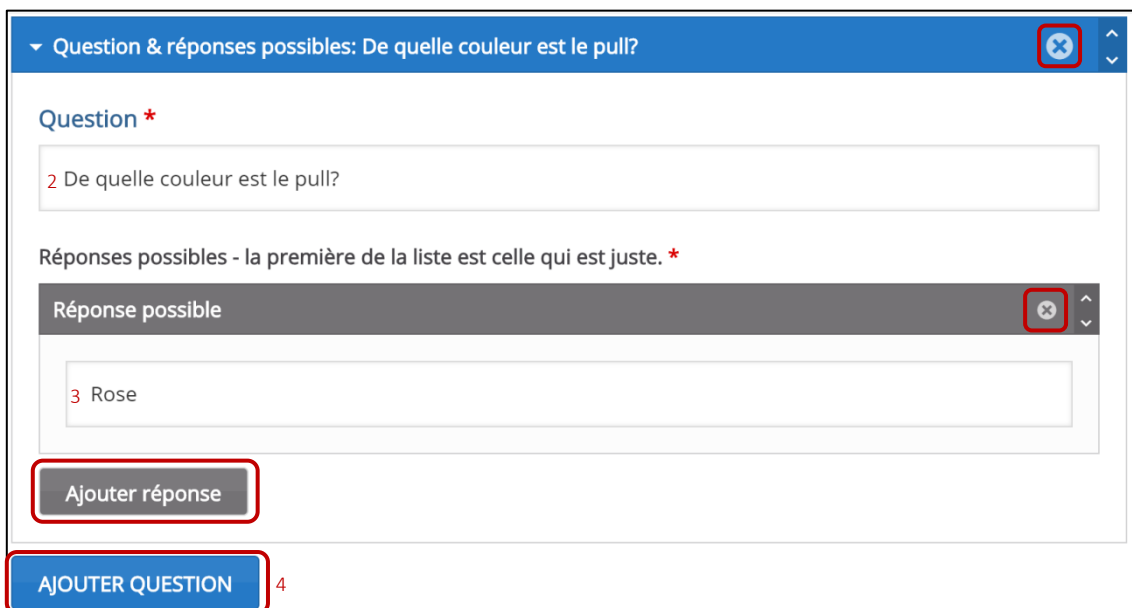 Question & réponses possibles: De quelle couleur est le pull?
Question *
2 De quelle couleur est le pull?
Réponses possibles - la première de la liste est celle qui est juste. *
Réponse possible
3 Rose
Ajouter réponse
AJOUTER QUESTION 4